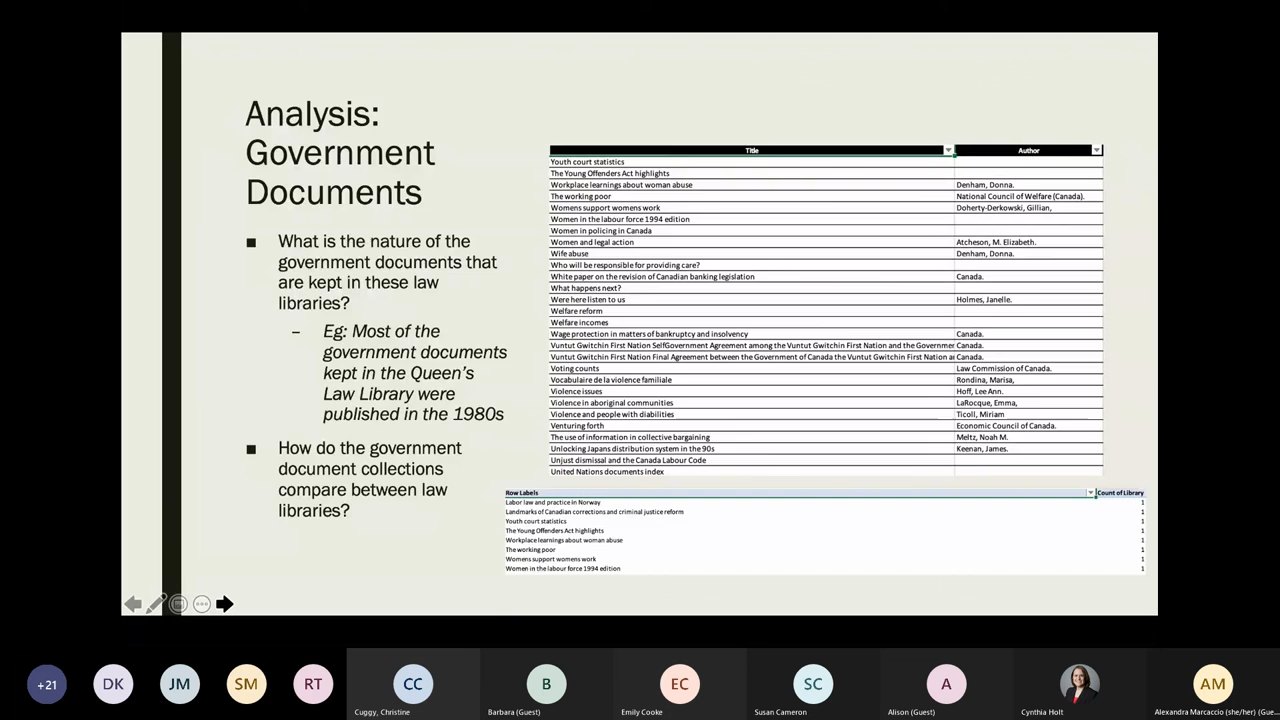 Analysis:
Government
Documents
■ What is the nature of the
government documents that
are kept in these law
libraries?
– Eg: Most of the
government documents
kept in the Queen's
Law Library were
published in the 1980s
■ How do the government
document collections
compare between law
libraries?
Title Author
Youth court statistics
The Young Offenders Act highlights
Workplace learnings about woman abuse Denham, Donna.
The working poor National Council of Welfare (Canada).
Womens support womens work Doherty-Derkowski, Gillian,
Women in the labour force 1994 edition
Women in policing in Canada
Women and legal action Atcheson, M. Elizabeth.
Wife abuse Denham, Donna.
Who will be responsible for providing care?
White paper on the revision of Canadian banking legislation Canada.
What happens next?
Were here listen to us Holmes, Janelle.
Welfare reform
Welfare incomes
Wage protection in matters of bankruptcy and insolvency Canada.
Vuntut Gwitchin First Nation SelfGovernment Agreement among the Vuntut Gwitchin First Nation and the Governmer Canada.
Vuntut Gwitchin First Nation Final Agreement between the Government of Canada the Vuntut Gwitchin First Nation ar Canada.
Voting counts Law Commission of Canada.
Vocabulaire de la violence familiale Rondina, Marisa,
Violence issues Hoff, Lee Ann.
Violence in aboriginal communities LaRocque, Emma,
Violence and people with disabilities Ticoll, Miriam
Venturing forth Economic Council of Canada.
The use of information in collective bargaining Meltz, Noah M.
Unlocking Japans distribution system in the 90s Keenan, James.
Unjust dismissal and the Canada Labour Code
United Nations documents index
Row Labels Count of Library
Labor law and practice in Norway 1
Landmarks of Canadian corrections and criminal justice reform 1
Youth court statistics 1
The Young Offenders Act highlights 1
Workplace learnings about woman abuse 1
The working poor 1
Womens support womens work 1
Women in the labour force 1994 edition 1
+21 DK JM SM RT CC B EC SC A AM
Cuggy, Christine Barbara (Guest) Emily Cooke Susan Cameron Alison (Guest) Cynthia Holt Alexandra Marcaccio (she/her) (Gue...